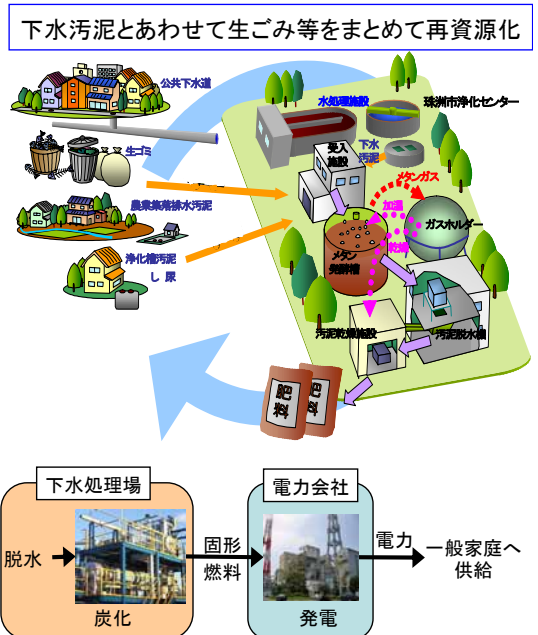 下水汚泥とあわせて生ごみ等をまとめて再資源化
公共下水道
水処理施設
珠洲市浄化センター
生ゴミ
受入
施設
下水
汚泥
メタンガス
農業集落排水汚泥
加温
ガスホルダー
乾燥
浄化槽汚泥
し 尿
メタン
発酵槽
汚泥乾燥施設
汚泥脱水機
肥料
肥料
下水処理場
電力会社
脱水
固形
燃料
電力
一般家庭へ
供給
炭化
発電